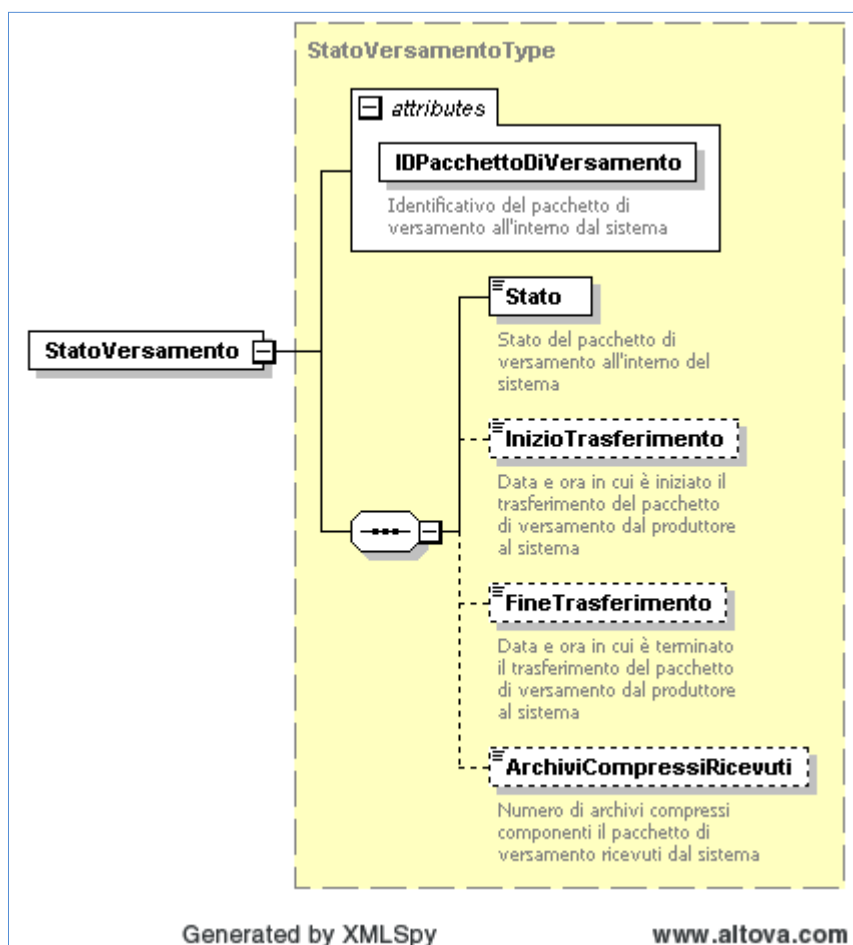 StatoVersamentoType
attributes
IDPacchettoDiVersamento
Identificativo del pacchetto di
versamento all'interno dal sistema
StatoVersamento
Stato
Stato del pacchetto di
versamento all'interno del
sistema
InizioTrasferimento
Data e ora in cui è iniziato il
trasferimento del pacchetto
di versamento dal produttore
al sistema
FineTrasferimento
Data e ora in cui è terminato
il trasferimento del pacchetto
di versamento dal produttore
al sistema
ArchiviCompressiRicevuti
Numero di archivi compressi
componenti il pacchetto di
versamento ricevuti dal sistema
Generated by XMLSpy www.altova.com